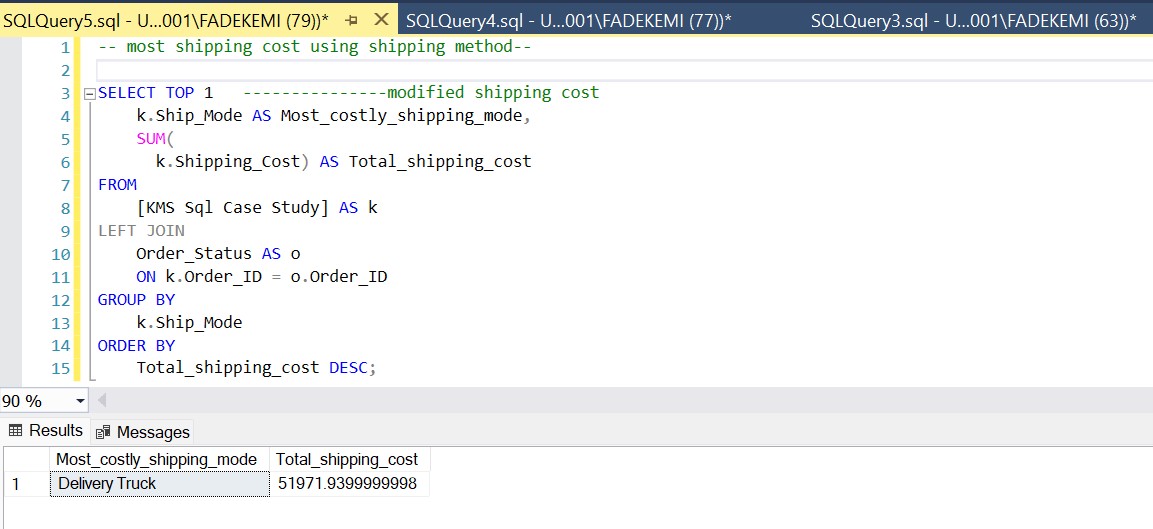 SQLQuery5.sql - U...001\FADEKEMI (79))* SQLQuery4.sql - U...001\FADEKEMI (77))* SQLQuery3.sql - U...001\FADEKEMI (63))*
1 -- most shipping cost using shipping method--
2
3 SELECT TOP 1 ---------------modified shipping cost
4 k.Ship_Mode AS Most_costly_shipping_mode,
5 SUM(
6 k.Shipping_Cost) AS Total_shipping_cost
7 FROM
8 [KMS Sql Case Study] AS k
9 LEFT JOIN
10 Order_Status AS o
11 ON k.Order_ID = o.Order_ID
12 GROUP BY
13 k.Ship_Mode
14 ORDER BY
15 Total_shipping_cost DESC;
90 %
Results Messages
Most_costly_shipping_mode Total_shipping_cost
1 Delivery Truck 51971.9399999998